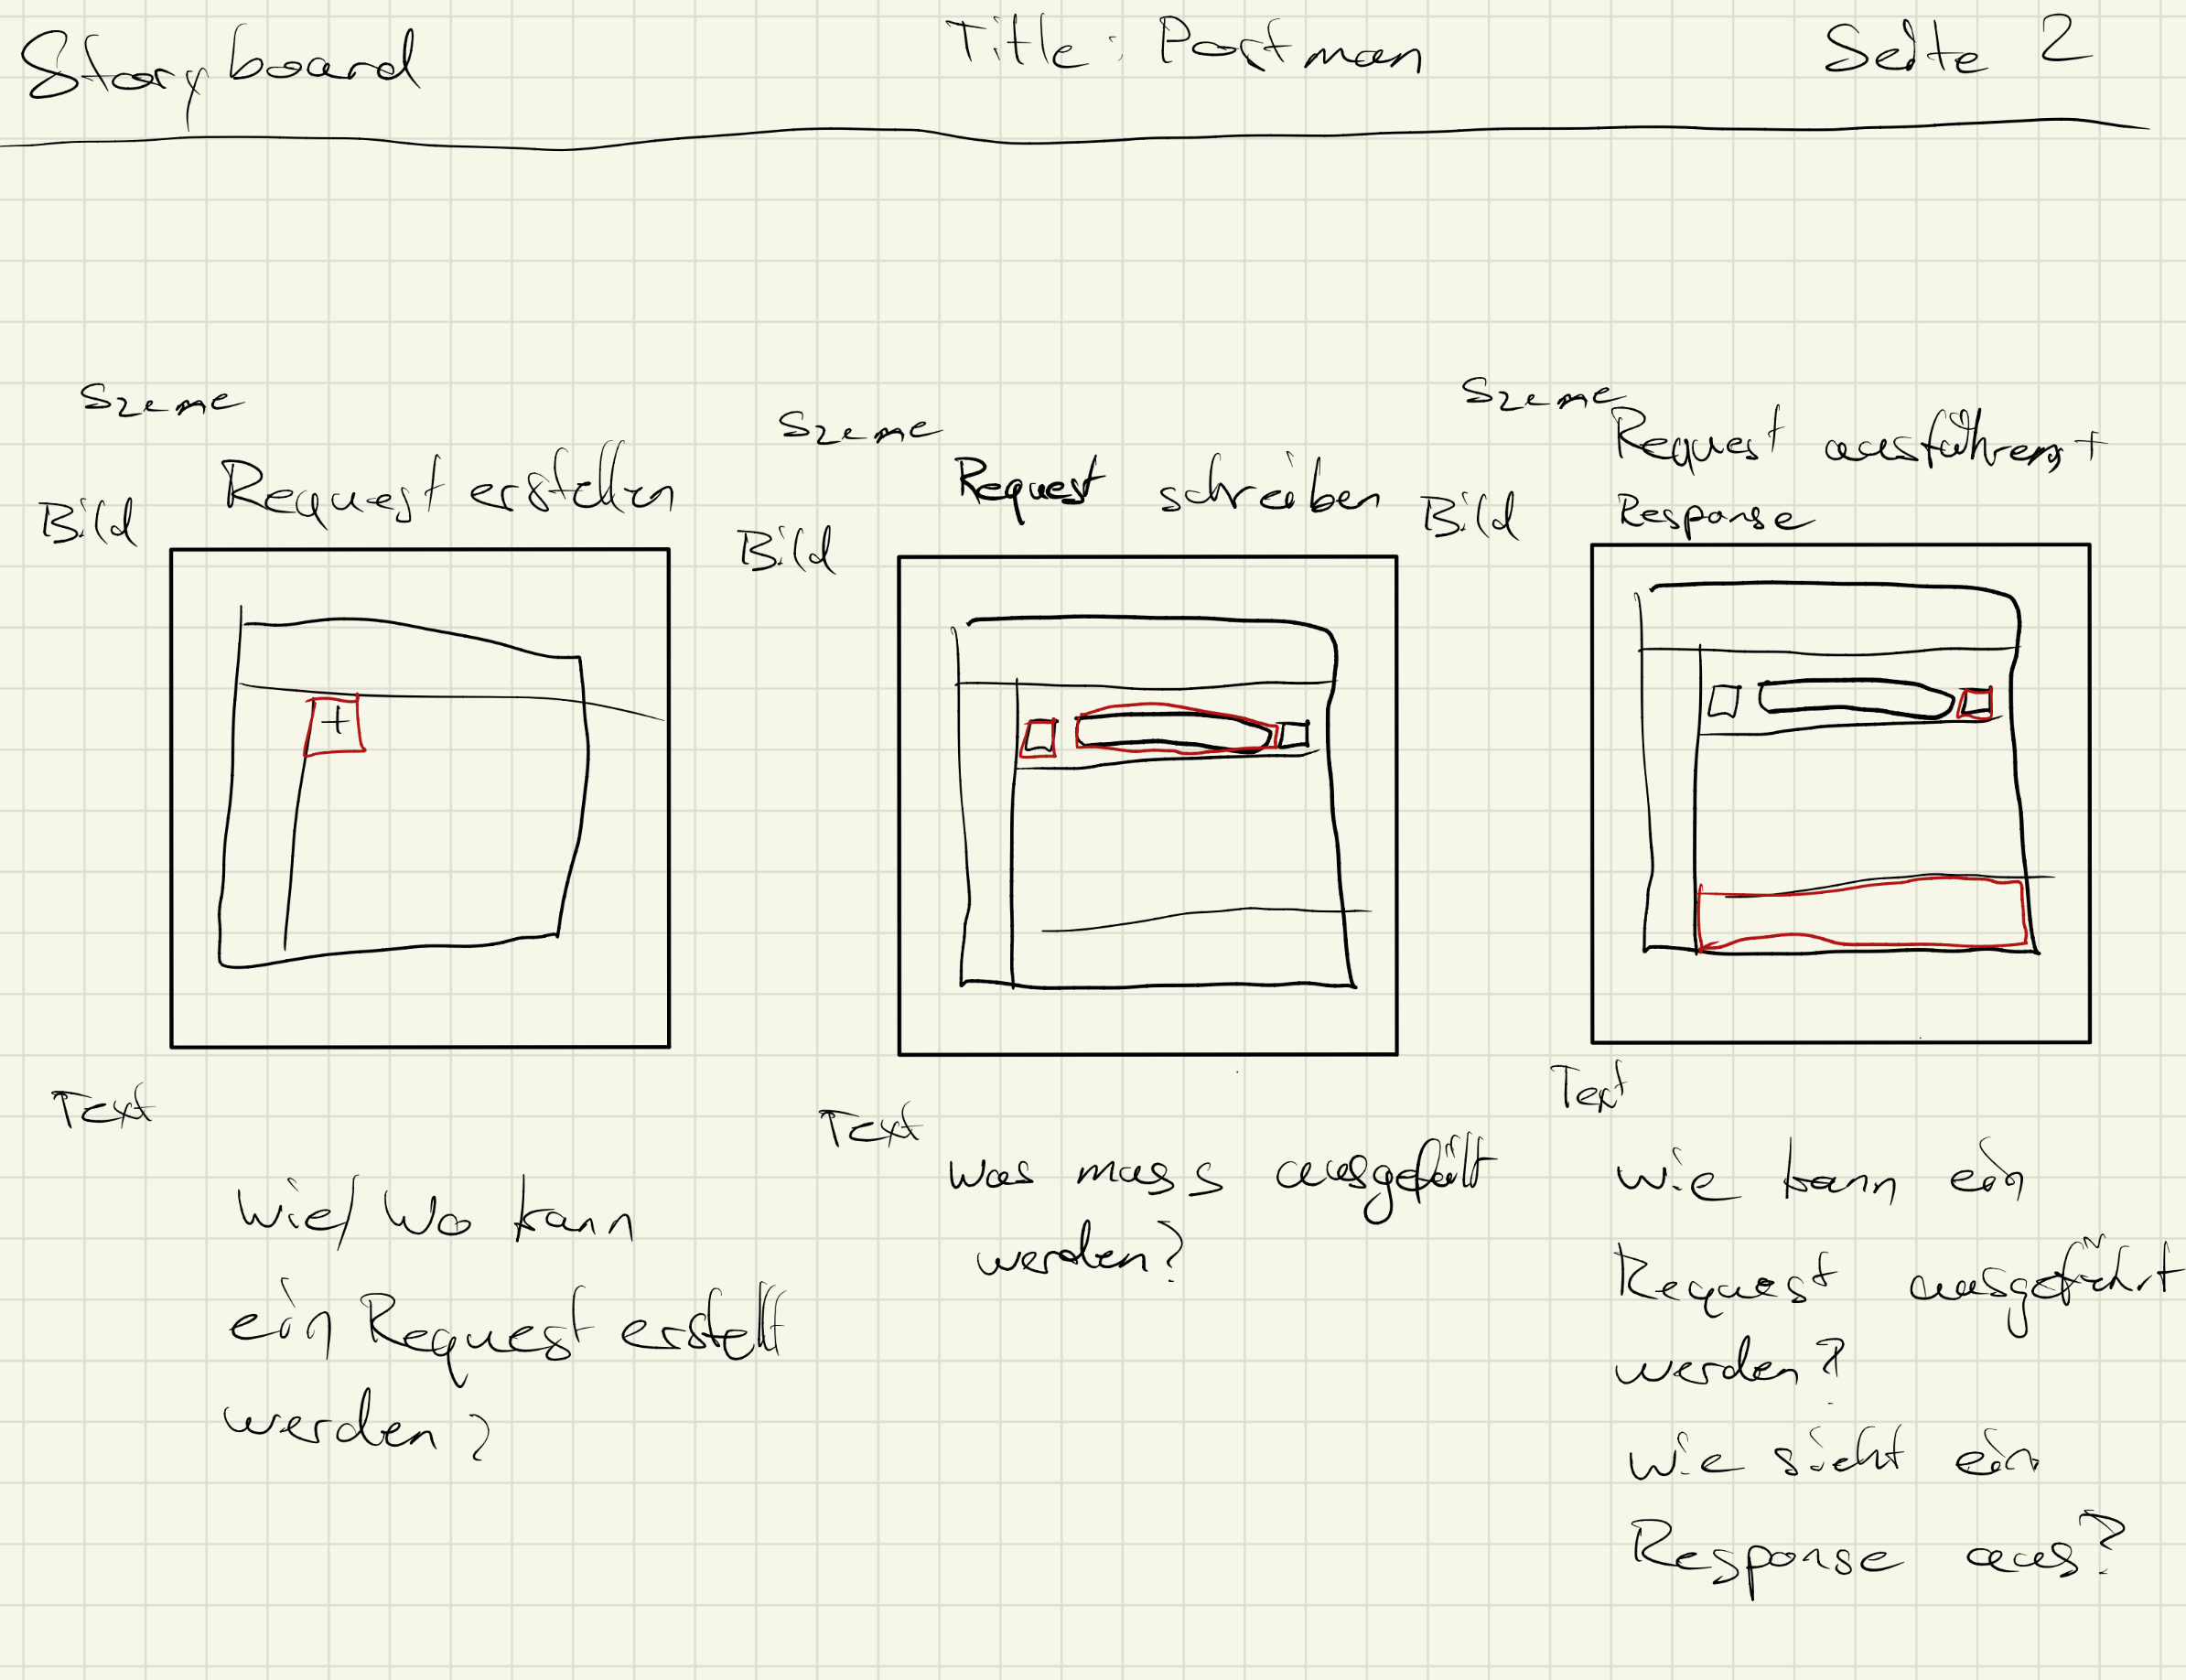 Storyboard
Title: Postman
Seite 2
Szene
Request erstellen
Bild
+
Text
Wie/Wo kann
ein Request erstellt
werden?
Szene
Request schreiben
Bild
Text
Was muss ausgefüllt
werden?
Szene
Request ausführen +
Response
Bild
Text
Wie kann ein
Request ausgeführt
werden?
Wie sieht ein
Response aus?